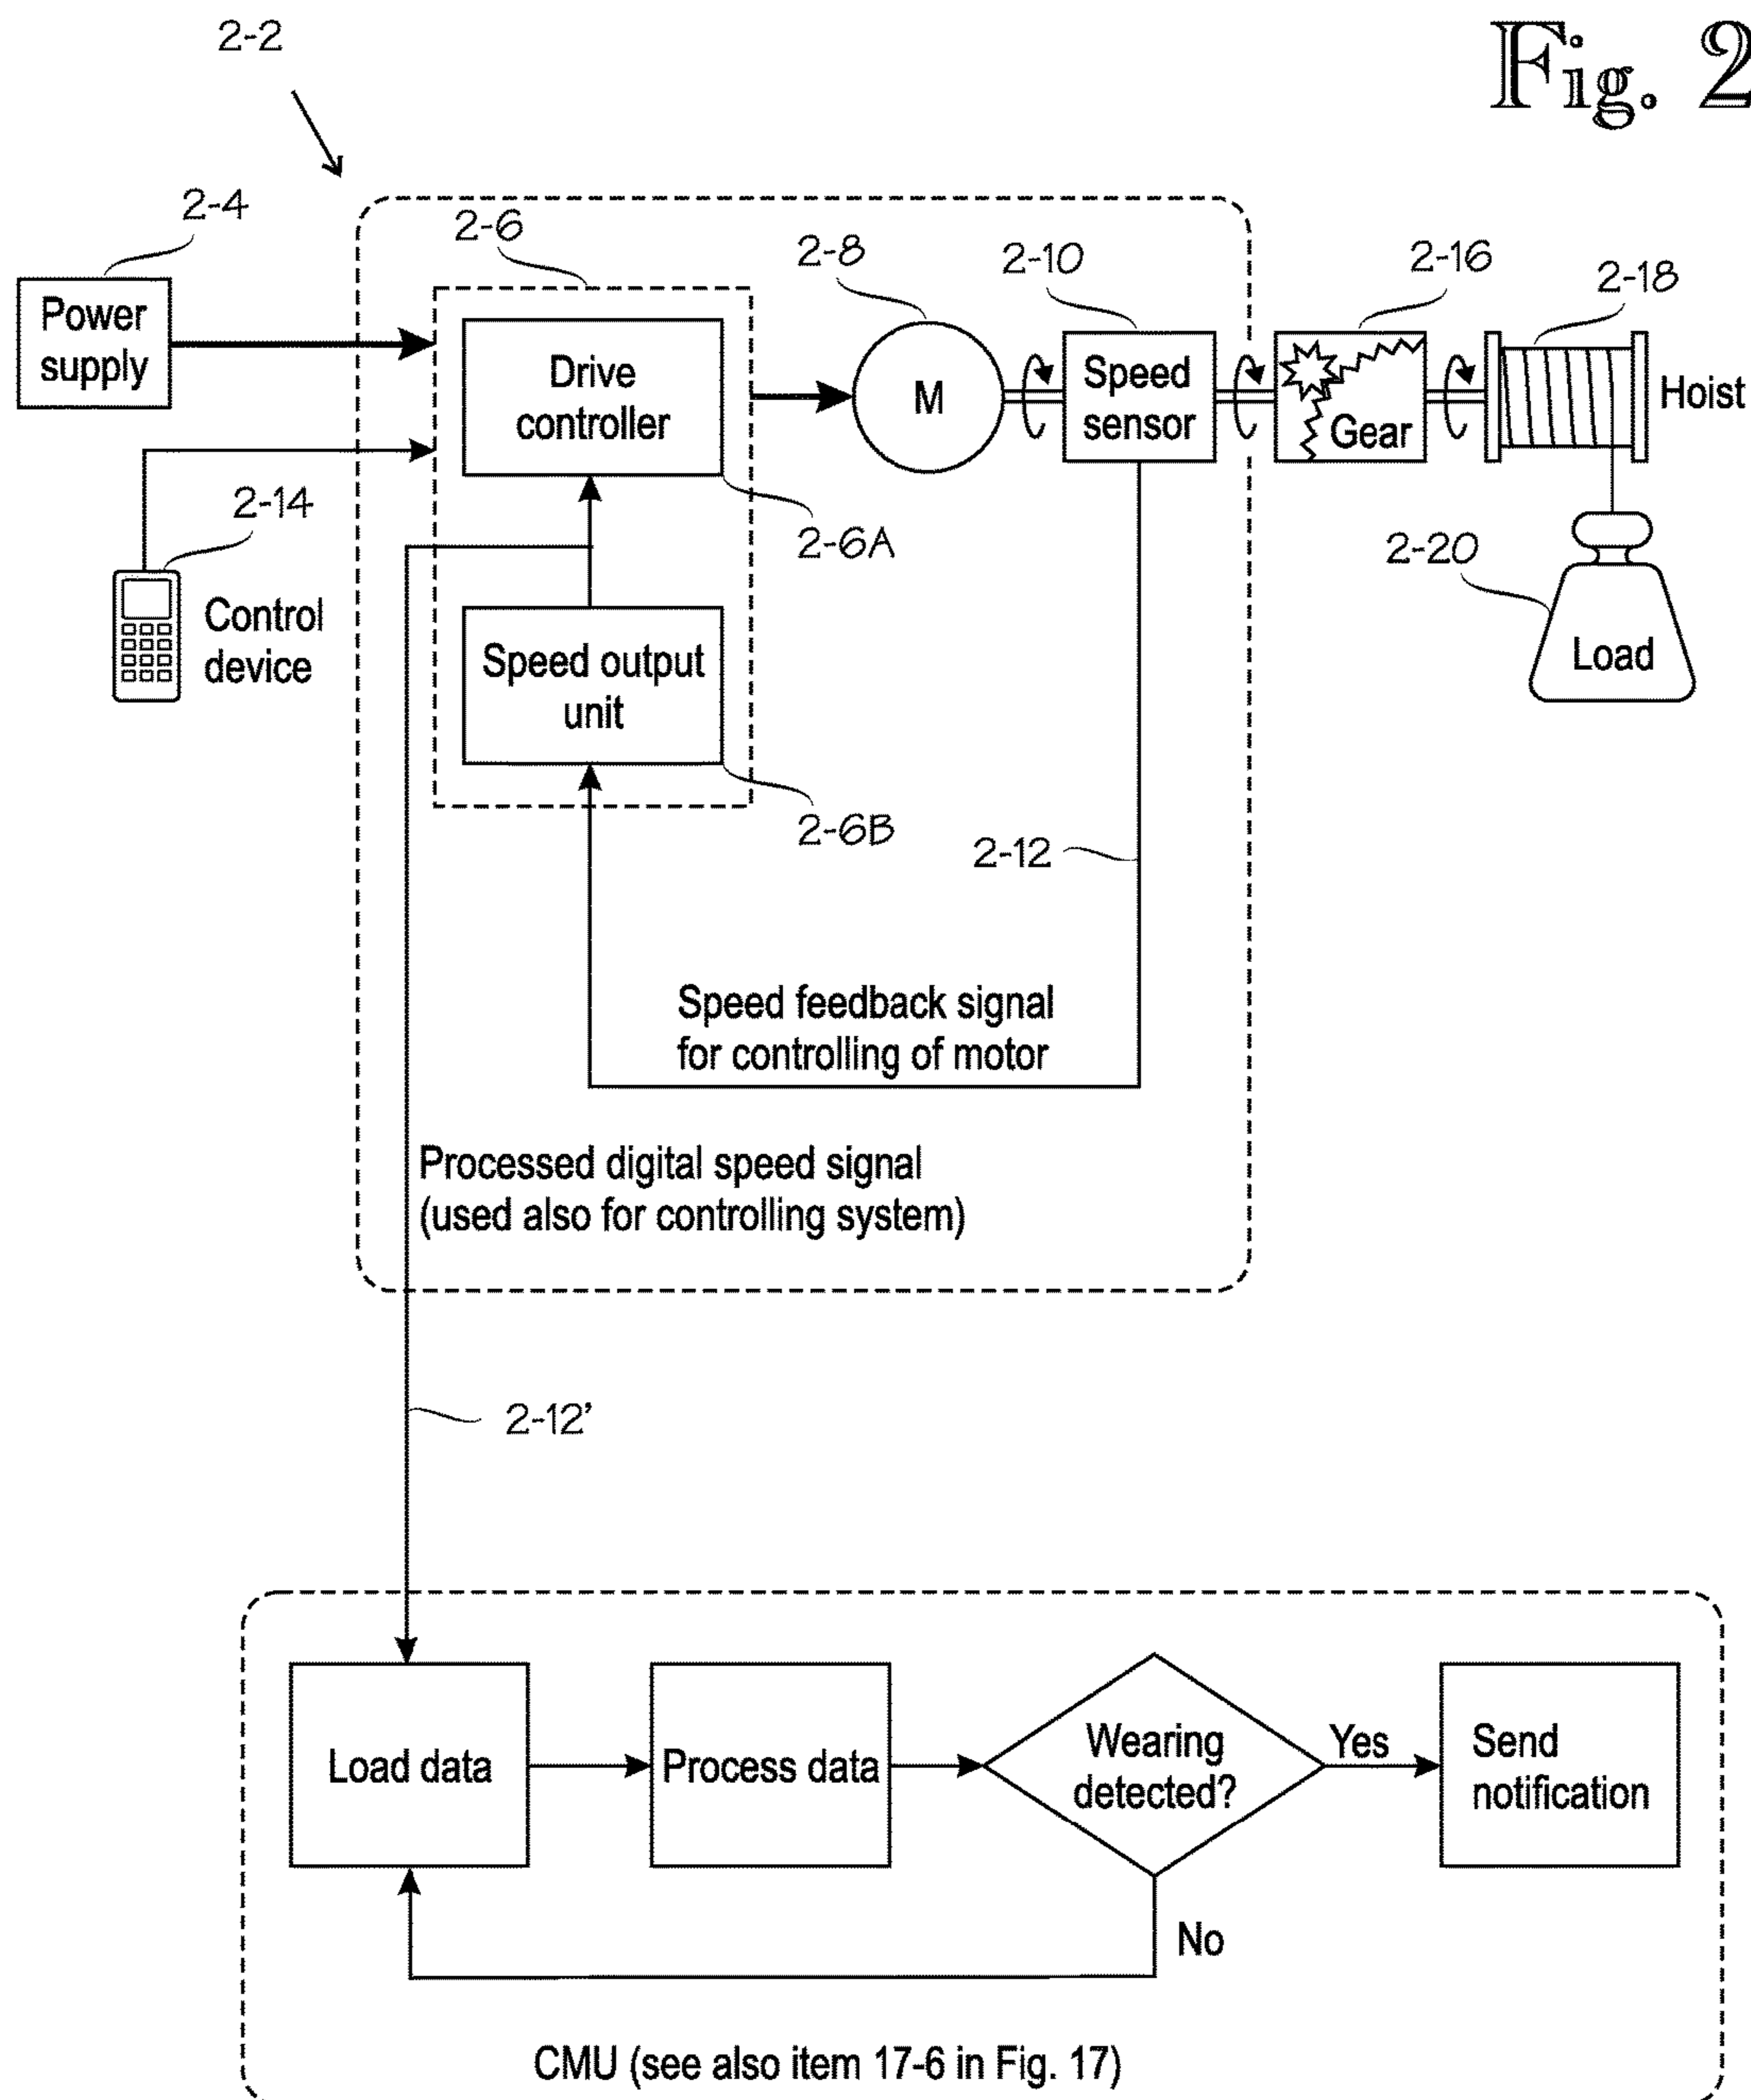 Fig. 2
2-2
2-4
Power
supply
2-6
Drive
controller
2-6A
2-8
M
2-10
Speed
sensor
2-16
Gear
2-18
Hoist
2-14
Control
device
Speed output
unit
2-6B
2-20
Load
2-12
Speed feedback signal
for controlling of motor
Processed digital speed signal
(used also for controlling system)
2-12'
Load data
Process data
Wearing
detected?
Yes
Send
notification
No
CMU (see also item 17-6 in Fig. 17)